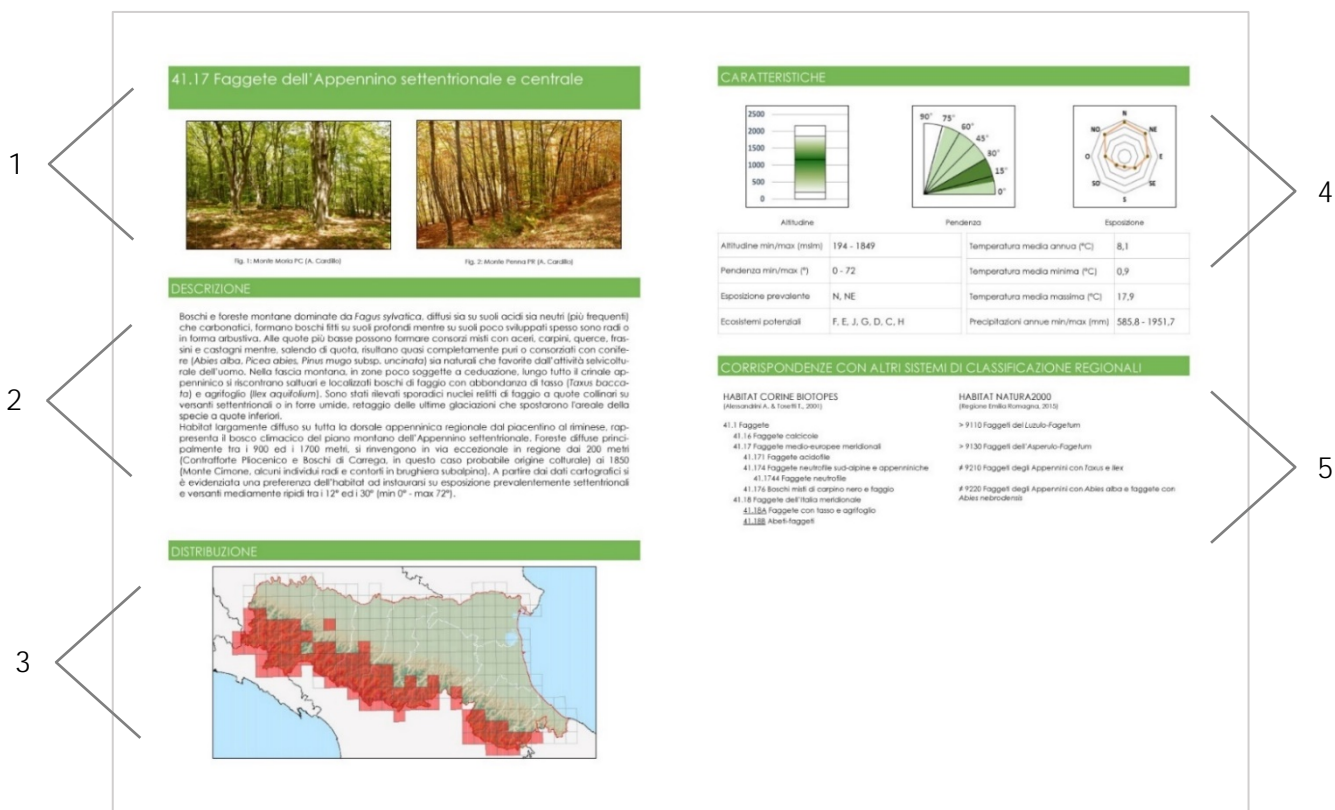 1
41.17 Faggete dell'Appennino settentrionale e centrale
Fig. 1: Monte Moria PC (A. Cardillo)
Fig. 2: Monte Penna PR (A. Cardillo)
2
DESCRIZIONE
Boschi e foreste montane dominate da Fagus sylvatica, diffusi sia su suoli acidi sia neutri (più frequenti)
che carbonatici, formano boschi fitti su suoli profondi mentre su suoli poco sviluppati spesso sono radi o
in forma arbustiva. Alle quote più basse possono formare consorzi misti con aceri, carpini, querce, fras-
sini e castagni mentre, salendo di quota, risultano quasi completamente puri o consorziati con conife-
re (Abies alba, Picea abies, Pinus mugo subsp. uncinata) sia naturali che favorite dall'attività selvicoltu-
rale dell'uomo. Nella fascia montana, in zone poco soggette a ceduazione, lungo tutto il crinale ap-
penninico si riscontrano saltuari e localizzati boschi di faggio con abbondanza di tasso (Taxus bacca-
ta) e agrifoglio (Ilex aquifolium). Sono stati rilevati sporadici nuclei relitti di faggio a quote collinari su
versanti settentrionali o in forre umide, retaggio delle ultime glaciazioni che spostarono l'areale della
specie a quote inferiori.
Habitat largamente diffuso su tutta la dorsale appenninica regionale dal piacentino al riminese, rap-
presenta il bosco climacico del piano montano dell'Appennino settentrionale. Foreste diffuse princi-
palmente tra i 900 ed i 1700 metri, si rinvengono in via eccezionale in regione dai 200 metri
(Contrafforte Pliocenico e Boschi di Carrega, in questo caso probabile origine colturale) ai 1850
(Monte Cimone, alcuni individui radi e contorti in brughiera subalpina). A partire dai dati cartografici si
è evidenziata una preferenza dell'habitat ad instaurarsi su esposizione prevalentemente settentrionali
e versanti mediamente ripidi tra i 12° ed i 30° (min 0° - max 72°).
3
DISTRIBUZIONE
CARATTERISTICHE
2500
2000
1500
1000
500
0
Altitudine
90° 75° 60° 45° 30° 15° 0°
Pendenza
N
NE
E
SE
S
SO
O
NO
Esposizione
4
Altitudine min/max (mslm) 194 - 1849 Temperatura media annua (°C) 8,1
Pendenza min/max (°) 0 - 72 Temperatura media minima (°C) 0,9
Esposizione prevalente N, NE Temperatura media massima (°C) 17,9
Ecosistemi potenziali F, E, J, G, D, C, H Precipitazioni annue min/max (mm) 585,8 - 1951,7
CORRISPONDENZE CON ALTRI SISTEMI DI CLASSIFICAZIONE REGIONALI
HABITAT CORINE BIOTOPES
(Alessandrini A. & Tosetti T., 2001)
41.1 Faggete
41.16 Faggete calcicole
41.17 Faggete medio-europee meridionali
41.171 Faggete acidofile
41.174 Faggete neutrofile sud-alpine e appenniniche
41.1744 Faggete neutrofile
41.176 Boschi misti di carpino nero e faggio
41.18 Faggete dell'Italia meridionale
41.18A Faggete con tasso e agrifoglio
41.18B Abeti-faggeti
HABITAT NATURA2000
(Regione Emilia Romagna, 2015)
> 9110 Faggeti del Luzulo-Fagetum
> 9130 Faggeti dell'Asperulo-Fagetum
≠ 9210 Faggeti degli Appennini con Taxus e Ilex
≠ 9220 Faggeti degli Appennini con Abies alba e faggete con
Abies nebrodensis
5